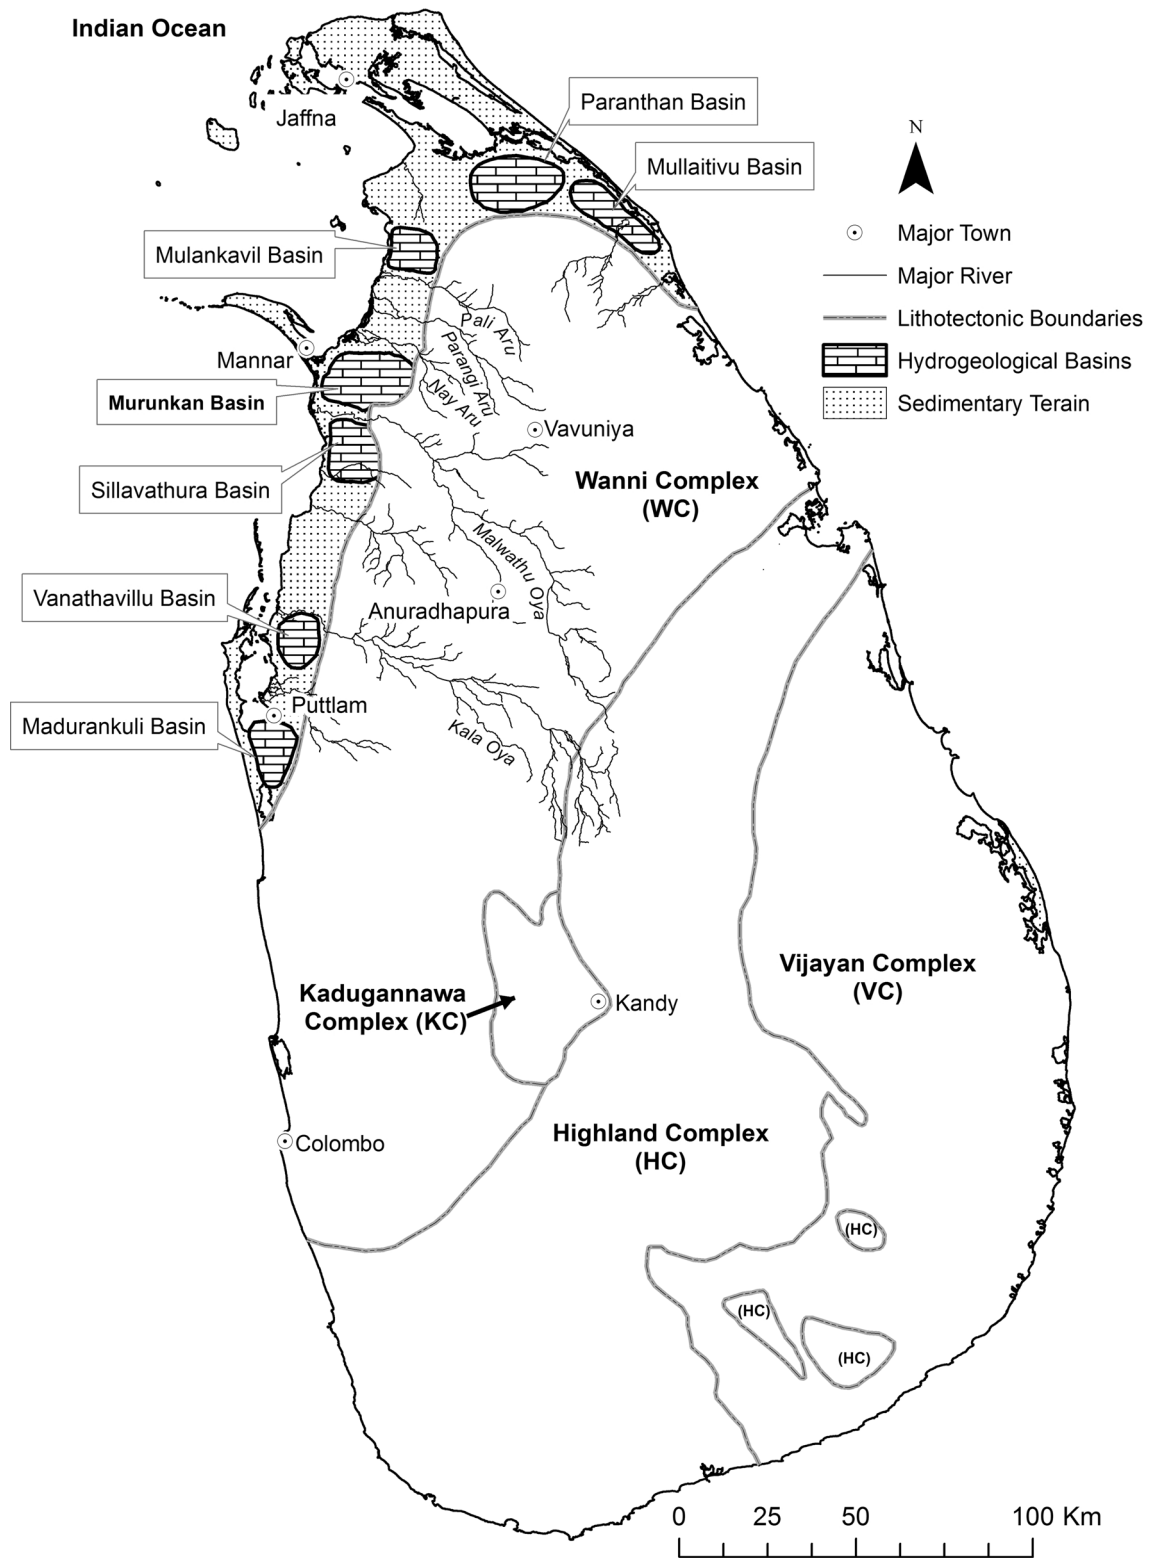 Indian Ocean
Paranthan Basin
Jaffna
N
Mullaitivu Basin
Major Town
Mulankavil Basin
Major River
Lithotectonic Boundaries
Pali Aru
Mannar
Parangi Aru
Hydrogeological Basins
Murunkan Basin
Nay Aru
Sedimentary Terain
Vavuniya
Sillavathura Basin
Wanni Complex
(WC)
Malwathu Oya
Vanathavillu Basin
Anuradhapura
Puttlam
Madurankuli Basin
Kala Oya
Vijayan Complex
(VC)
Kadugannawa
Complex (KC)
Kandy
Highland Complex
(HC)
Colombo
(HC)
(HC)
(HC)
0 25 50 100 Km